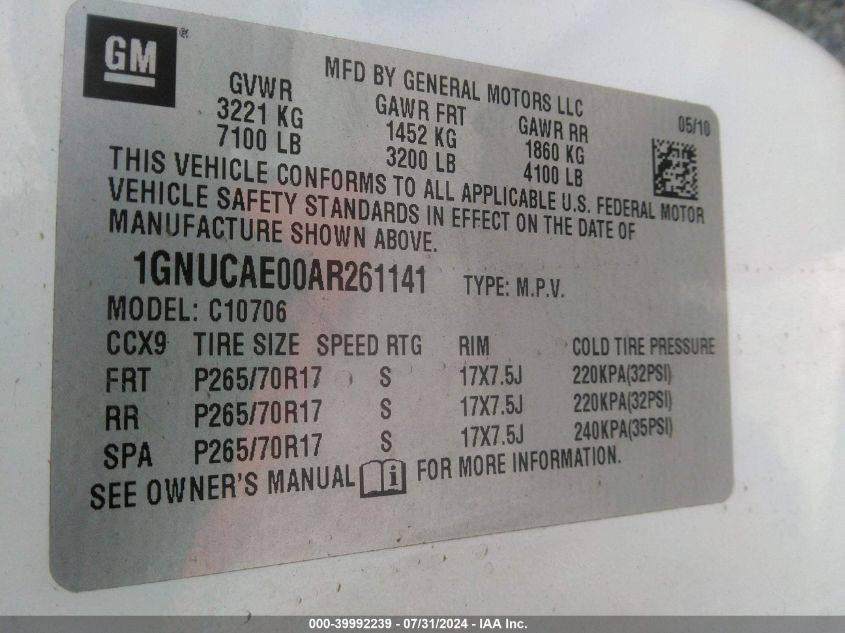 GM®
MFD BY GENERAL MOTORS LLC
GVWR GAWR FRT GAWR RR 05/10
3221 KG 1452 KG 1860 KG
7100 LB 3200 LB 4100 LB
THIS VEHICLE CONFORMS TO ALL APPLICABLE U.S. FEDERAL MOTOR
VEHICLE SAFETY STANDARDS IN EFFECT ON THE DATE OF
MANUFACTURE SHOWN ABOVE.
1GNUCAE00AR261141 TYPE: M.P.V.
MODEL: C10706
CCX9 TIRE SIZE SPEED RTG RIM COLD TIRE PRESSURE
FRT P265/70R17 S 17X7.5J 220KPA(32PSI)
RR P265/70R17 S 17X7.5J 220KPA(32PSI)
SPA P265/70R17 S 17X7.5J 240KPA(35PSI)
SEE OWNER'S MANUAL i FOR MORE INFORMATION.
000-39992239 - 07/31/2024 - IAA Inc.